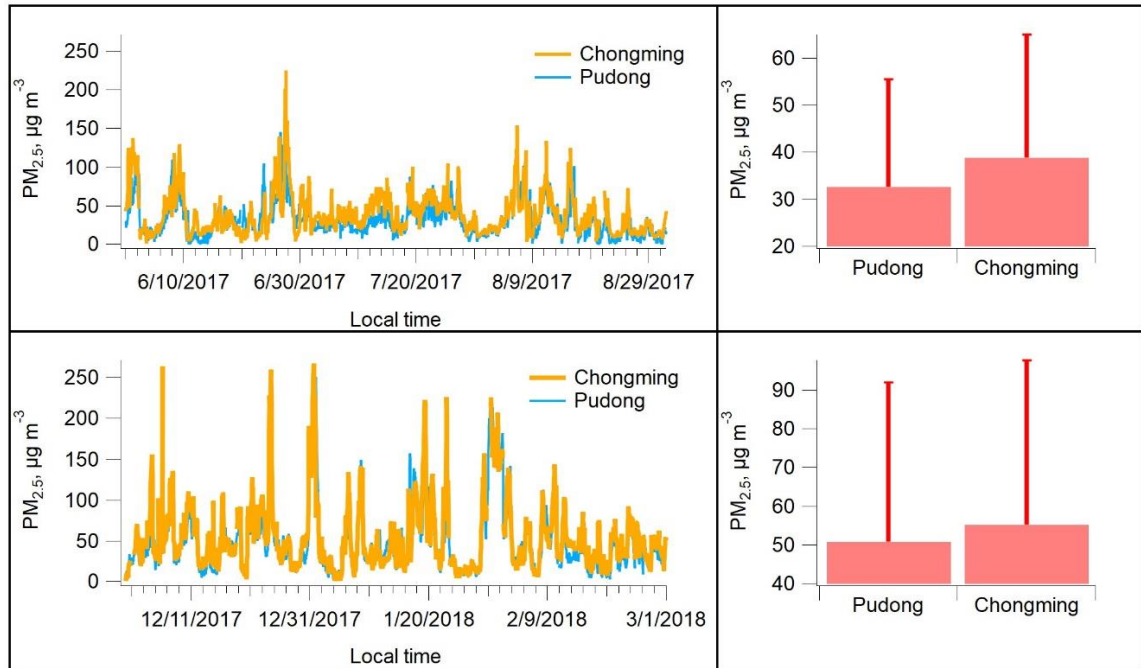 250
200
150
100
50
0
PM2.5, µg m-3
Chongming
Pudong
6/10/2017 6/30/2017 7/20/2017 8/9/2017 8/29/2017
Local time
60
50
40
30
20
PM2.5, µg m-3
Pudong Chongming
250
200
150
100
50
0
PM2.5, µg m-3
Chongming
Pudong
12/11/2017 12/31/2017 1/20/2018 2/9/2018 3/1/2018
Local time
90
80
70
60
50
40
PM2.5, µg m-3
Pudong Chongming